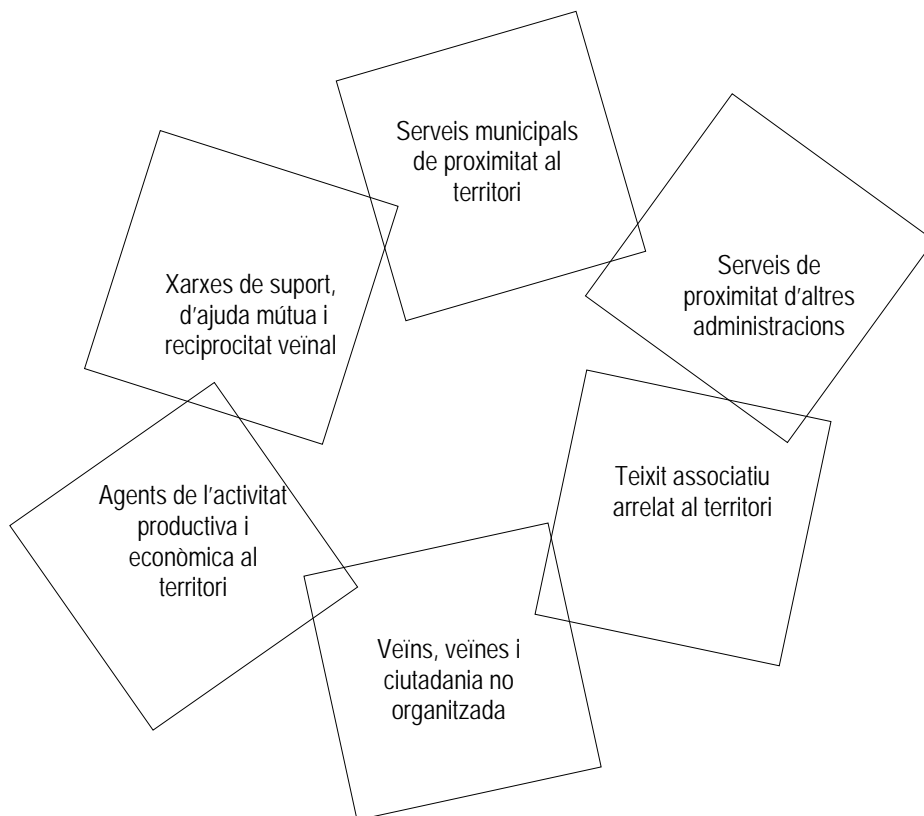 Serveis municipals
de proximitat al
territori
Serveis de
proximitat d'altres
administracions
Xarxes de suport,
d'ajuda mútua i
reciprocitat veïnal
Teixit associatiu
arrelat al territori
Agents de l'activitat
productiva i
econòmica al
territori
Veïns, veïnes i
ciutadania no
organitzada